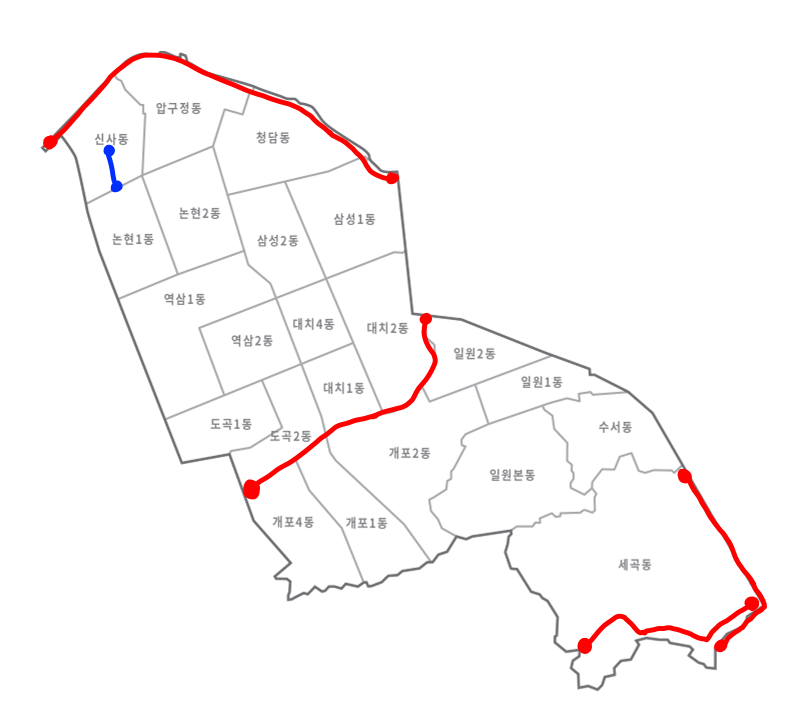 압구정동
신사동
청담동
논현2동
삼성1동
논현1동
삼성2동
역삼1동
대치4동
대치2동
역삼2동
일원2동
일원1동
대치1동
도곡1동
도곡2동
수서동
개포2동
일원본동
개포4동
개포1동
세곡동